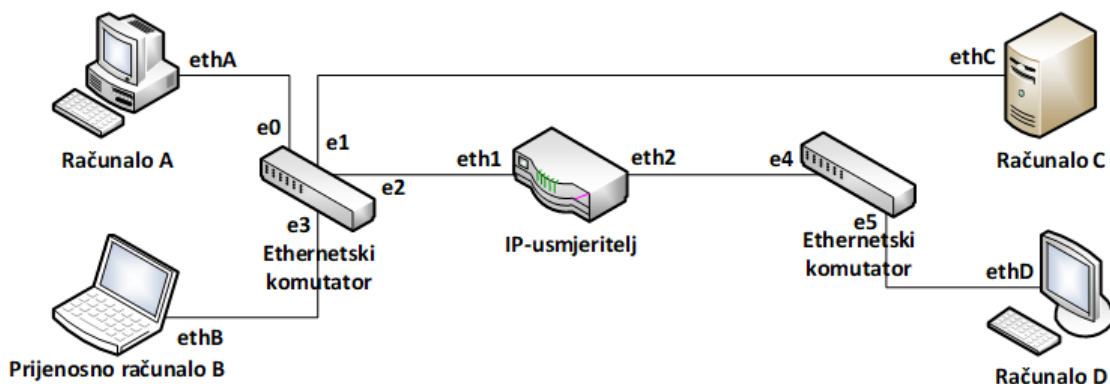 ethA
ethC
Računalo A
e0
e1
eth1
eth2
e4
Računalo C
e2
e3
Ethernetski
komutator
IP-usmjeritelj
e5
Ethernetski
komutator
ethD
ethB
Prijenosno računalo B
Računalo D